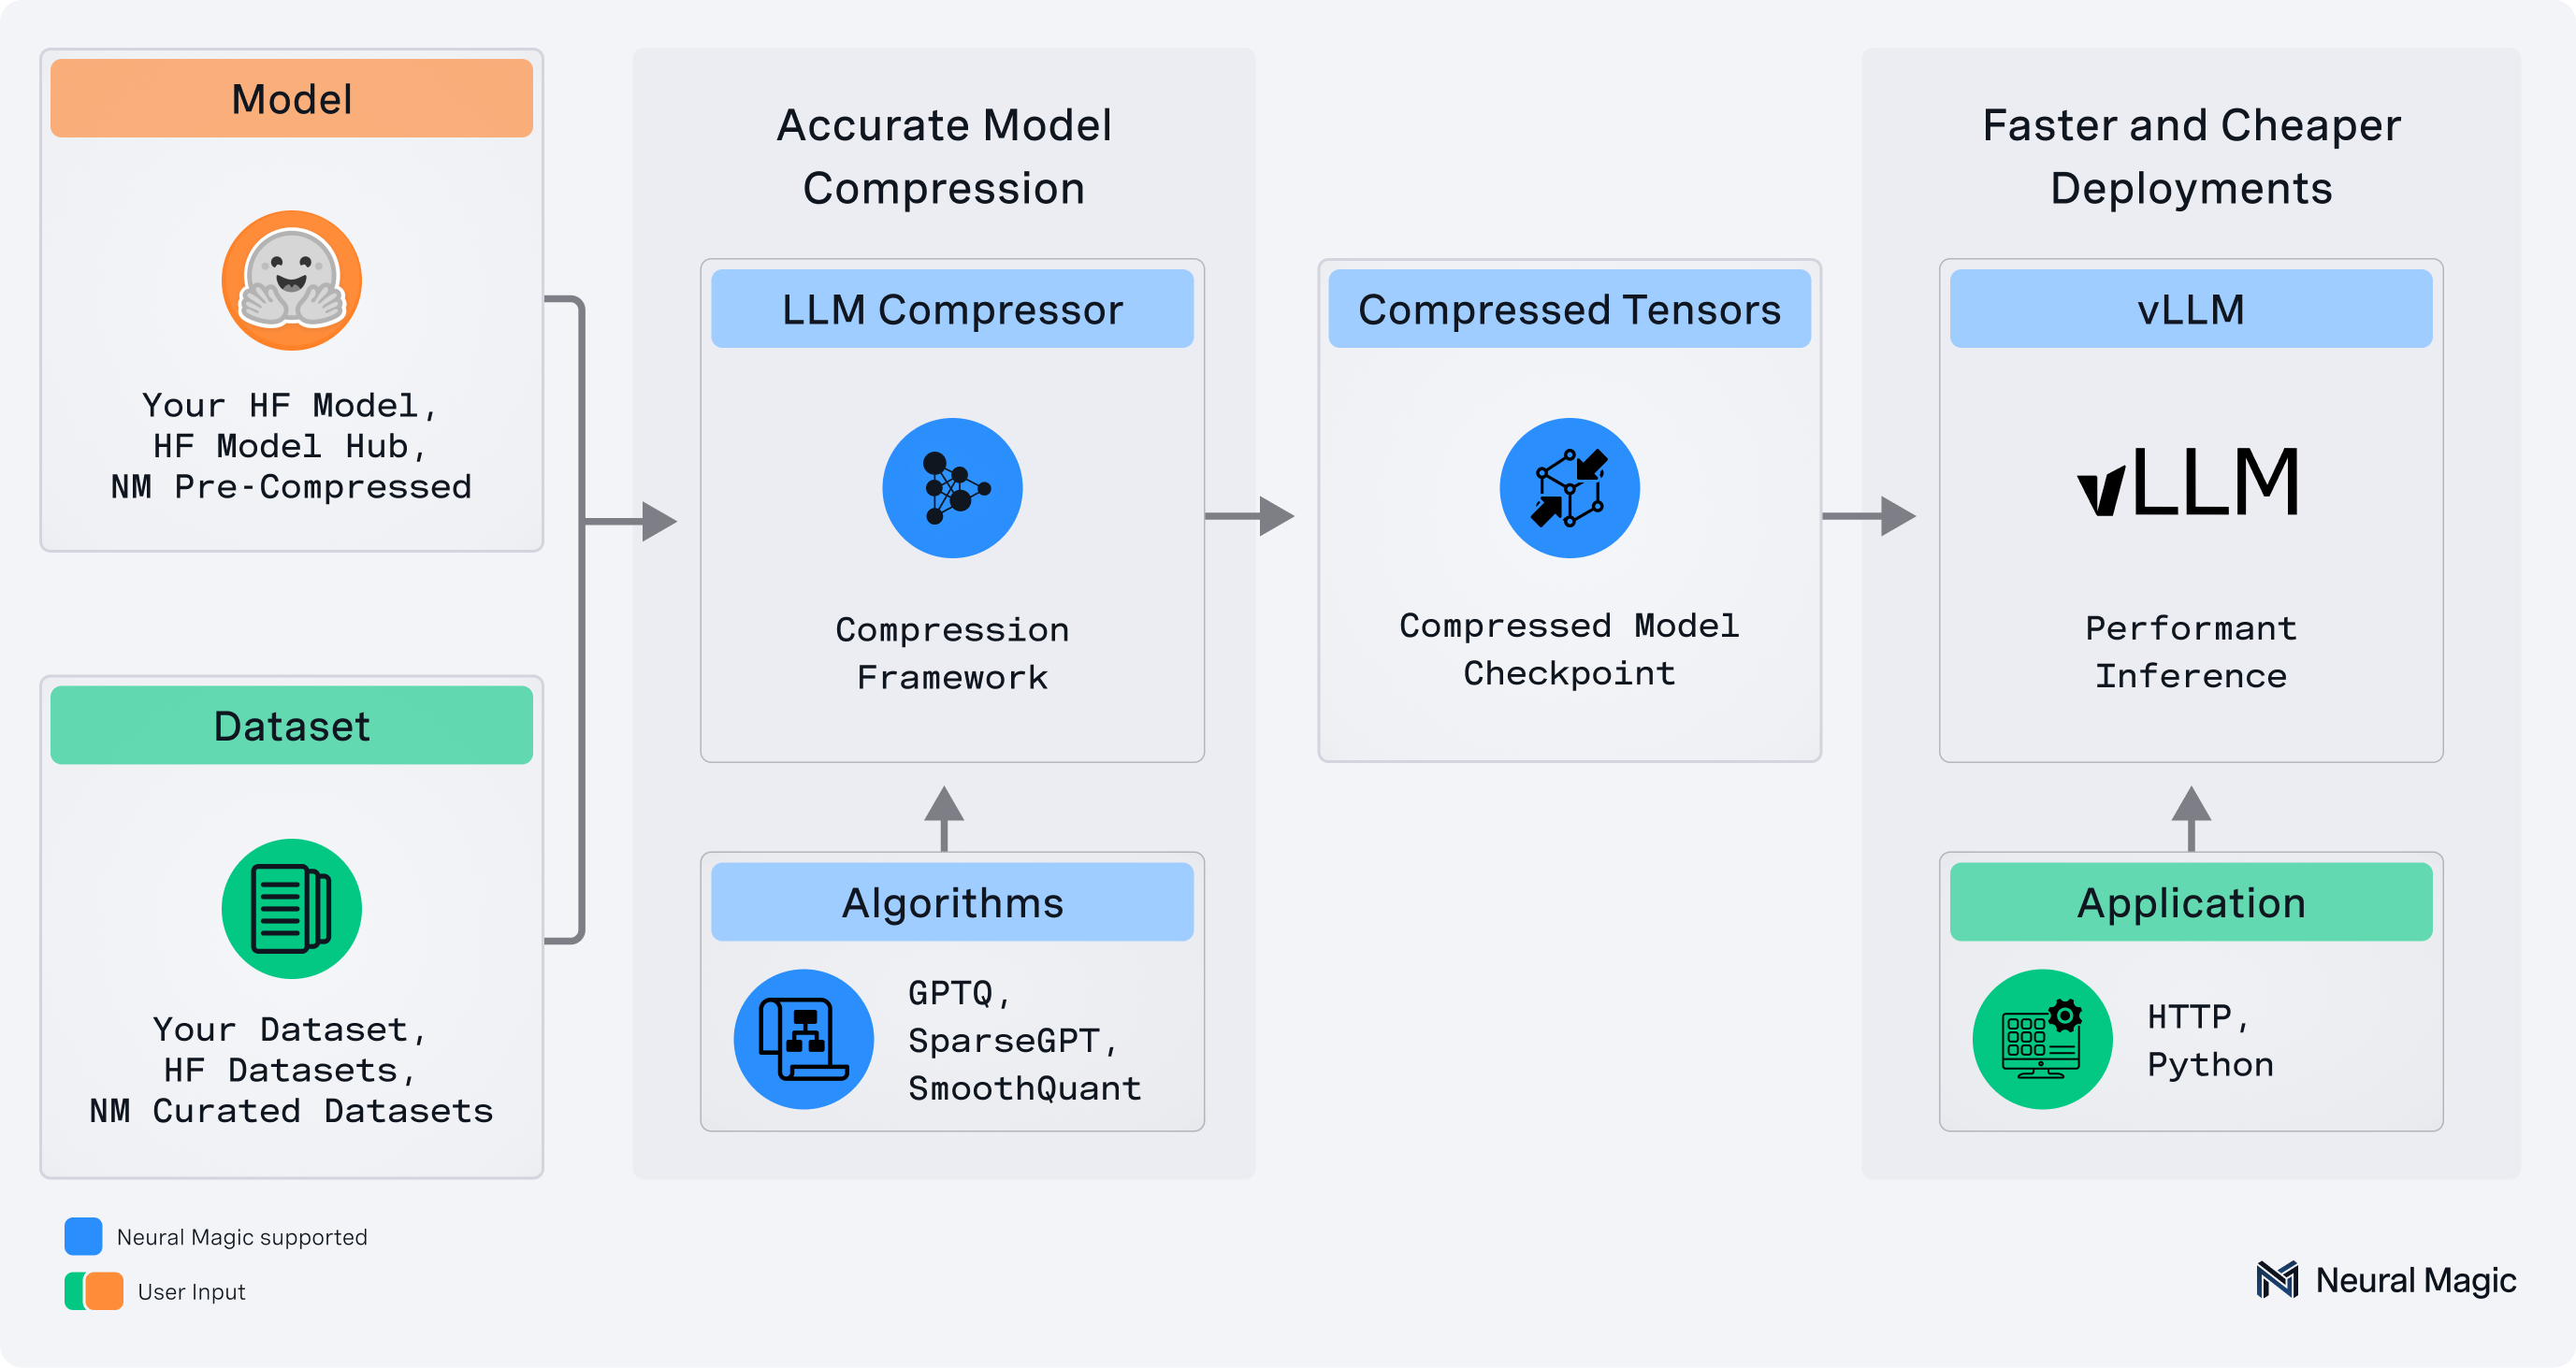 Model
Your HF Model,
HF Model Hub,
NM Pre-Compressed
Dataset
Your Dataset,
HF Datasets,
NM Curated Datasets
Accurate Model
Compression
LLM Compressor
Compression
Framework
Algorithms
GPTQ,
SparseGPT,
SmoothQuant
Compressed Tensors
Compressed Model
Checkpoint
Faster and Cheaper
Deployments
vLLM
vLLM
Performant
Inference
Application
HTTP,
Python
Neural Magic supported
User Input
Neural Magic